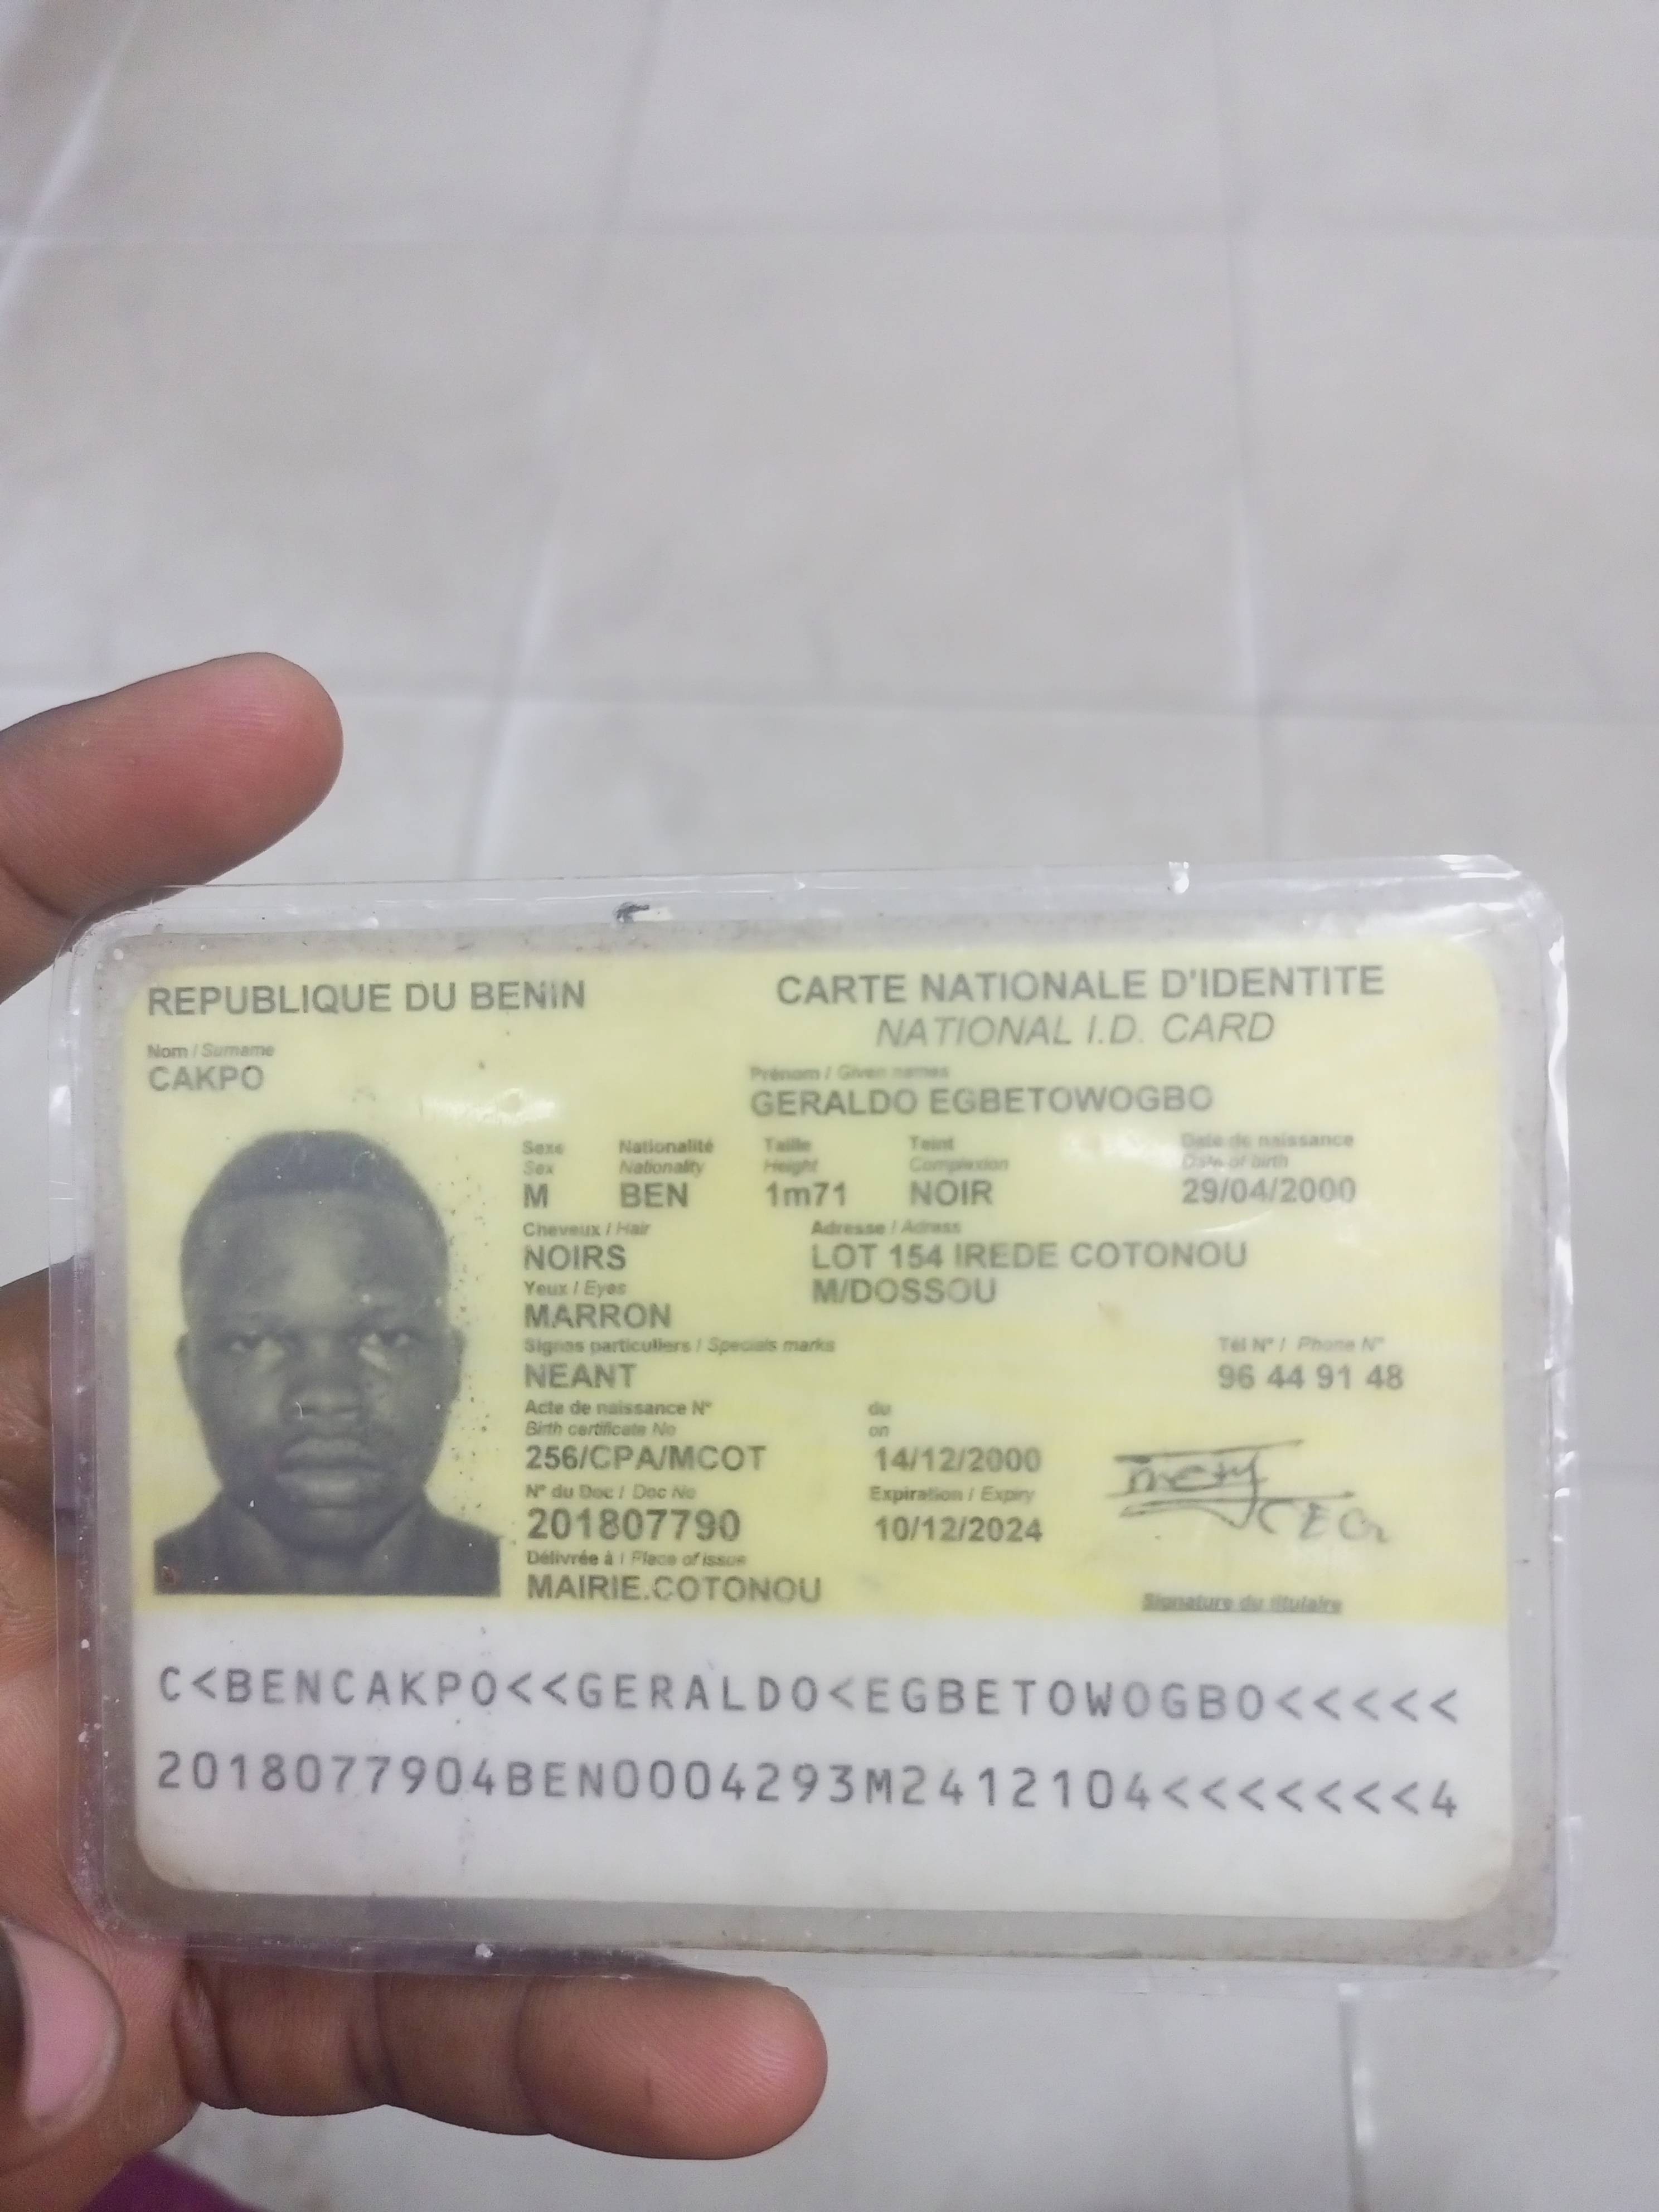 REPUBLIQUE DU BENIN
CARTE NATIONALE D'IDENTITE
NATIONAL I.D. CARD
Nom / Surname
CAKPO
Prénom / Given names
GERALDO EGBETOWOGBO
Sexe Nationalité Taille Teint Date de naissance
Sex Nationality Height Complexion Date of birth
M BEN 1m71 NOIR 29/04/2000
Cheveux / Hair Adresse / Adress
NOIRS LOT 154 IREDE COTONOU
Yeux / Eyes M/DOSSOU
MARRON
Signes particuliers / Specials marks Tél N° / Phone N°
NEANT 96 44 91 48
Acte de naissance N° du
Birth certificate No on
256/CPA/MCOT 14/12/2000
N° du Doc / Doc No Expiration / Expiry
201807790 10/12/2024
Délivrée à / Place of issue
MAIRIE.COTONOU
Signature du titulaire
C<BENCAKPO<<GERALDO<EGBETOWOGBO<<<<<
2018077904BEN0004293M2412104<<<<<<<4